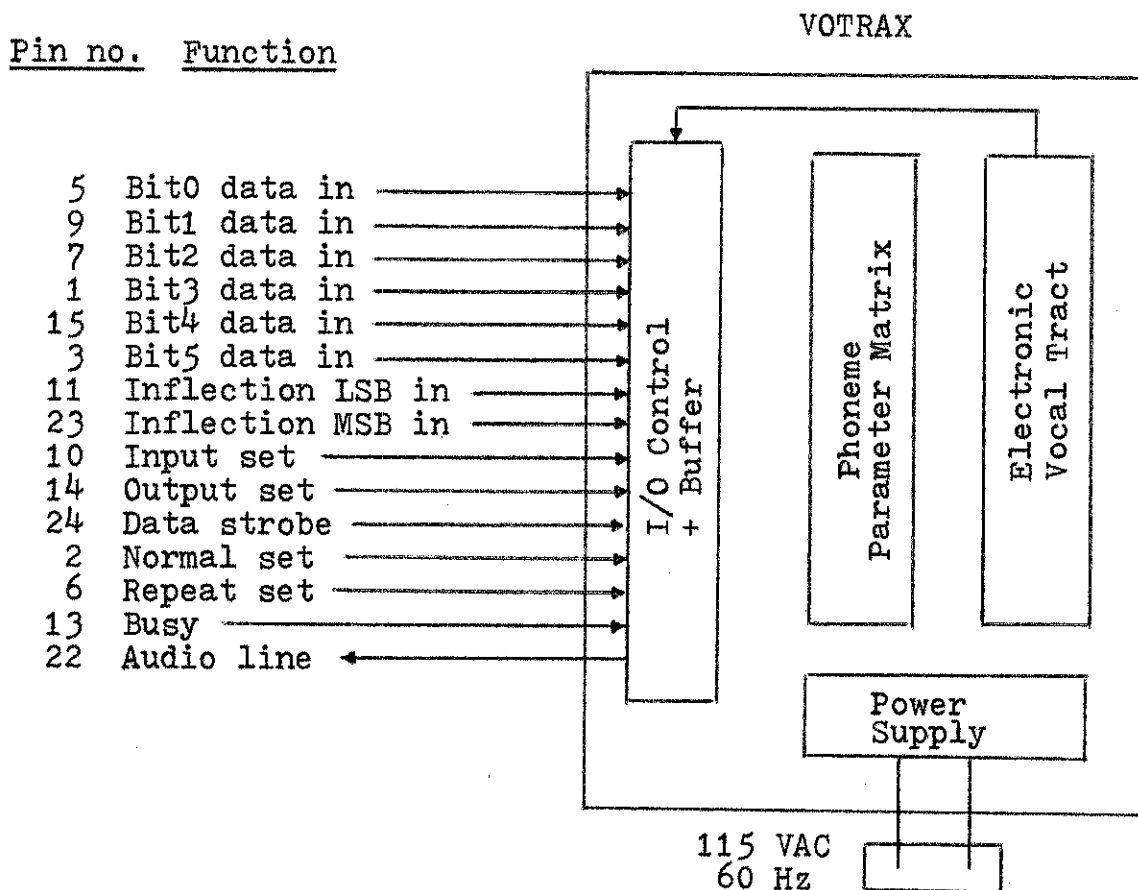 VOTRAX
Pin no. Function
5 Bit0 data in
9 Bit1 data in
7 Bit2 data in
1 Bit3 data in
15 Bit4 data in
3 Bit5 data in
11 Inflection LSB in
23 Inflection MSB in
10 Input set
14 Output set
24 Data strobe
2 Normal set
6 Repeat set
13 Busy
22 Audio line
I/O Control
+ Buffer
Phoneme
Parameter Matrix
Electronic
Vocal Tract
Power
Supply
115 VAC
60 Hz